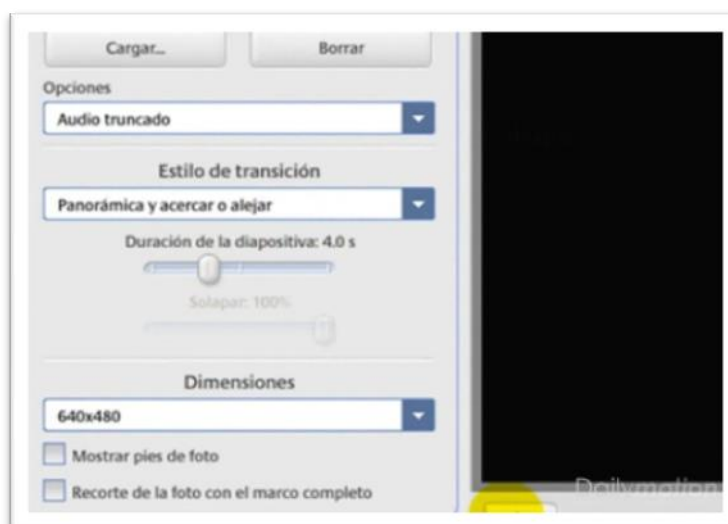 Cargar... Borrar
Opciones
Audio truncado
Estilo de transición
Panorámica y acercar o alejar
Duración de la diapositiva: 4.0 s
Solapar: 100%
Dimensiones
640x480
Mostrar pies de foto
Recorte de la foto con el marco completo
Dailymotion